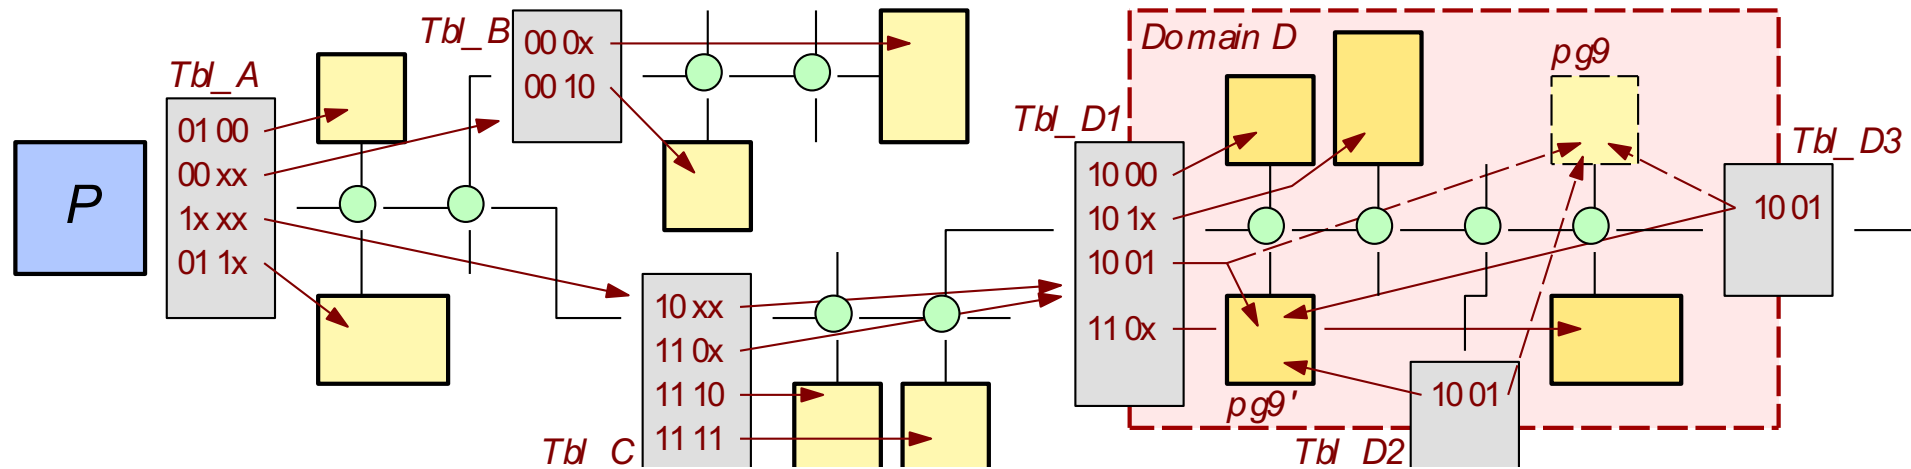 P
Tbl_A
01 00
00 xx
1x xx
01 1x
Tbl_B
00 0x
00 10
Tbl_C
10 xx
11 0x
11 10
11 11
Tbl_D1
10 00
10 1x
10 01
11 0x
Domain D
pg9
pg9'
Tbl_D2
10 01
Tbl_D3
10 01